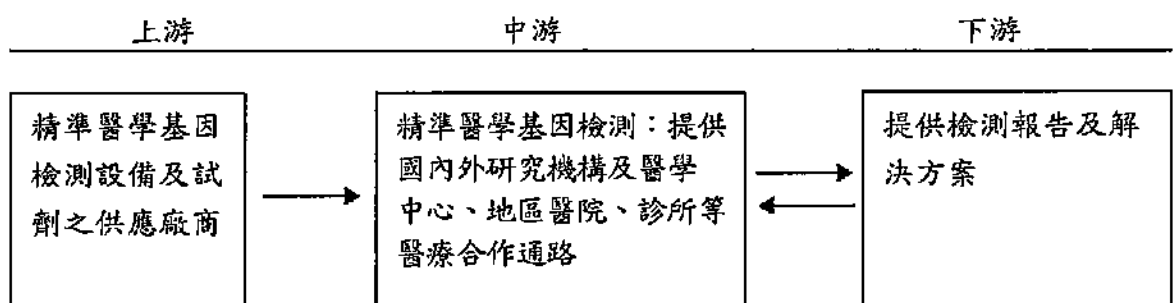 上游 中游 下游
精準醫學基因
檢測設備及試
劑之供應廠商
精準醫學基因檢測：提供
國內外研究機構及醫學
中心、地區醫院、診所等
醫療合作通路
提供檢測報告及解
決方案